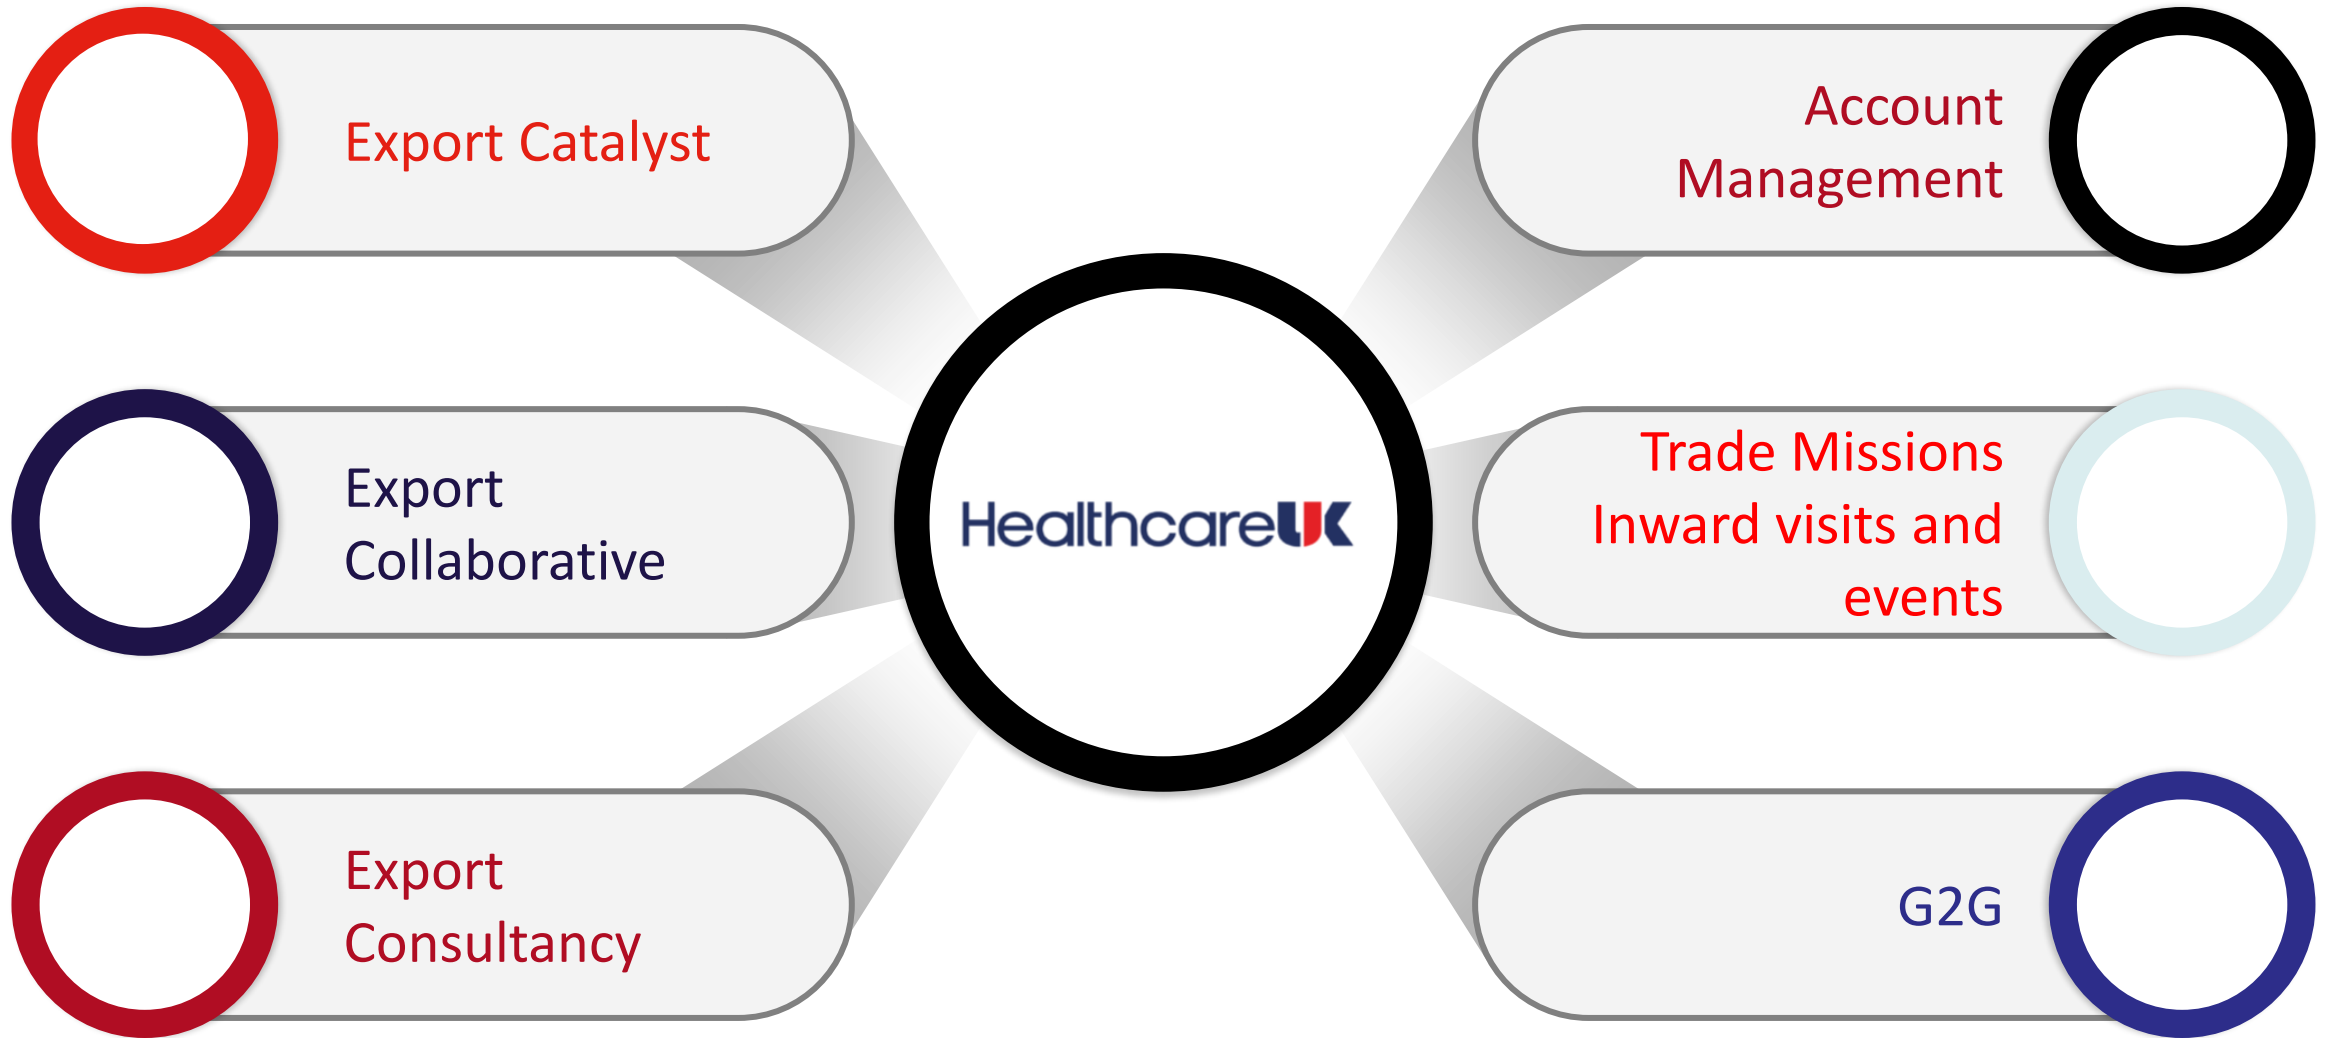 Export Catalyst
Export
Collaborative
Export
Consultancy
HealthcareUK
Account
Management
Trade Missions
Inward visits and
events
G2G